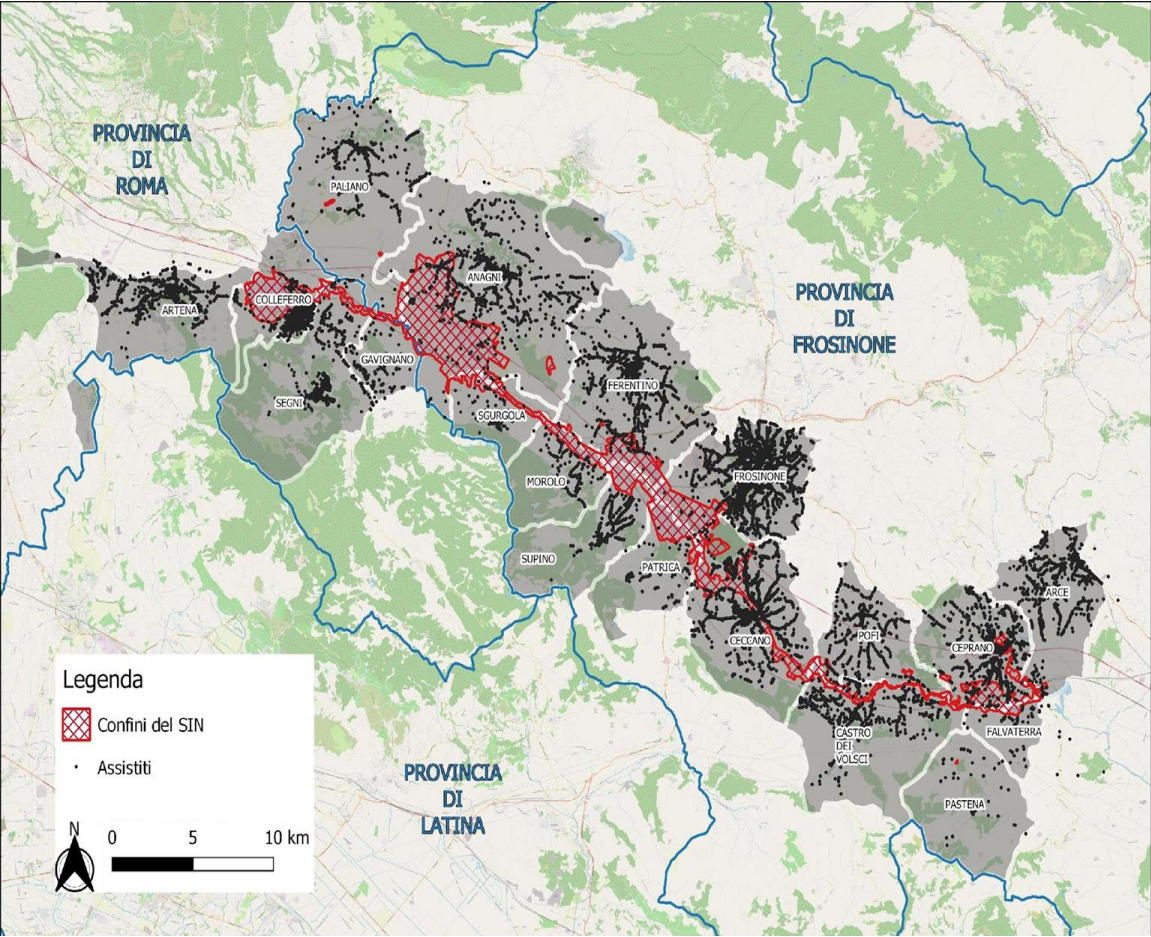 PROVINCIA
DI
ROMA
PALIANO
ANAGNI
PROVINCIA
DI
FROSINONE
COLLEFERRO
ARTENA
GAVIGNANO
FERENTINO
SEGNI
SGURGOLA
FROSINONE
MOROLO
SUPINO
PATRICA
ARCE
CECCANO
POFI
CEPRANO
CASTRO
DEI
VOLSCI
FALVATERRA
PASTENA
PROVINCIA
DI
LATINA
Legenda
Confini del SIN
Assistiti
N
0 5 10 km